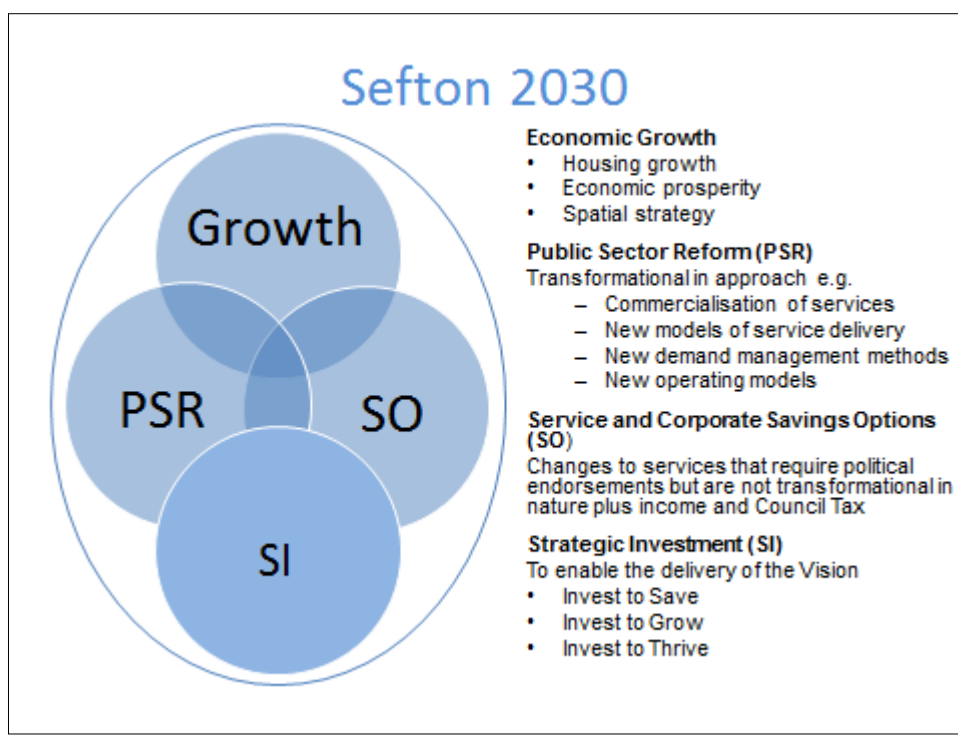 Sefton 2030
Growth
PSR
SO
SI
Economic Growth
• Housing growth
• Economic prosperity
• Spatial strategy
Public Sector Reform (PSR)
Transformational in approach e.g.
– Commercialisation of services
– New models of service delivery
– New demand management methods
– New operating models
Service and Corporate Savings Options
(SO)
Changes to services that require political
endorsements but are not transformational in
nature plus income and Council Tax
Strategic Investment (SI)
To enable the delivery of the Vision
• Invest to Save
• Invest to Grow
• Invest to Thrive